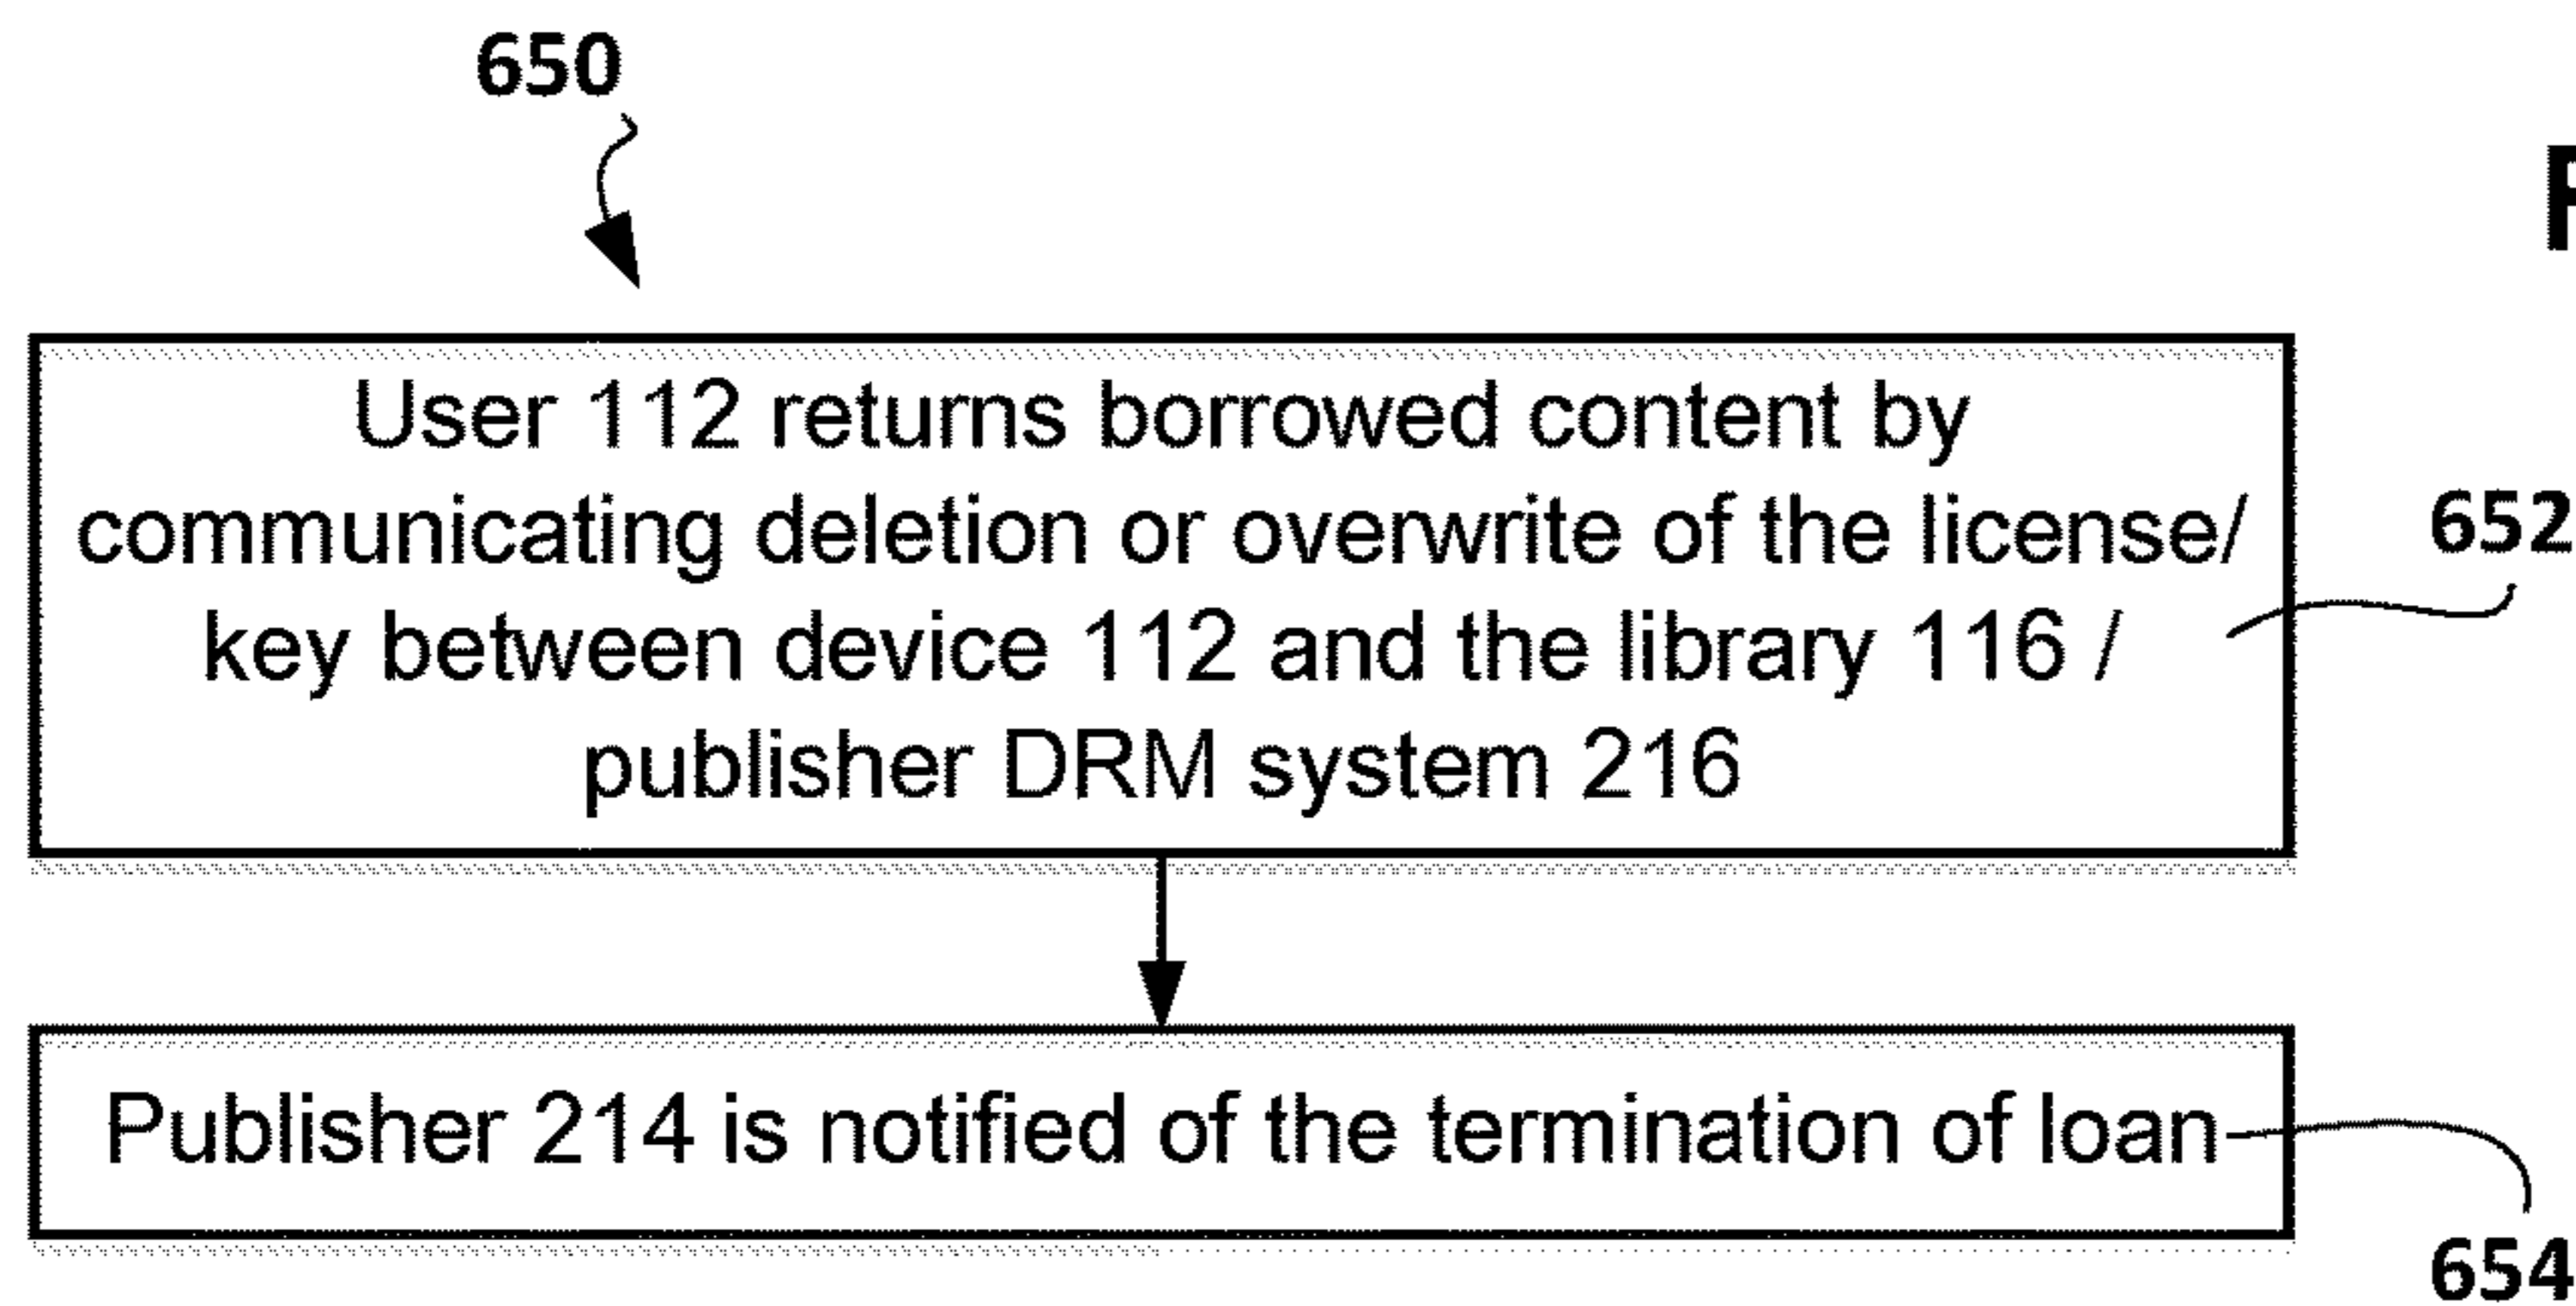 650
User 112 returns borrowed content by
communicating deletion or overwrite of the license/
key between device 112 and the library 116 /
publisher DRM system 216
652
Publisher 214 is notified of the termination of loan
654